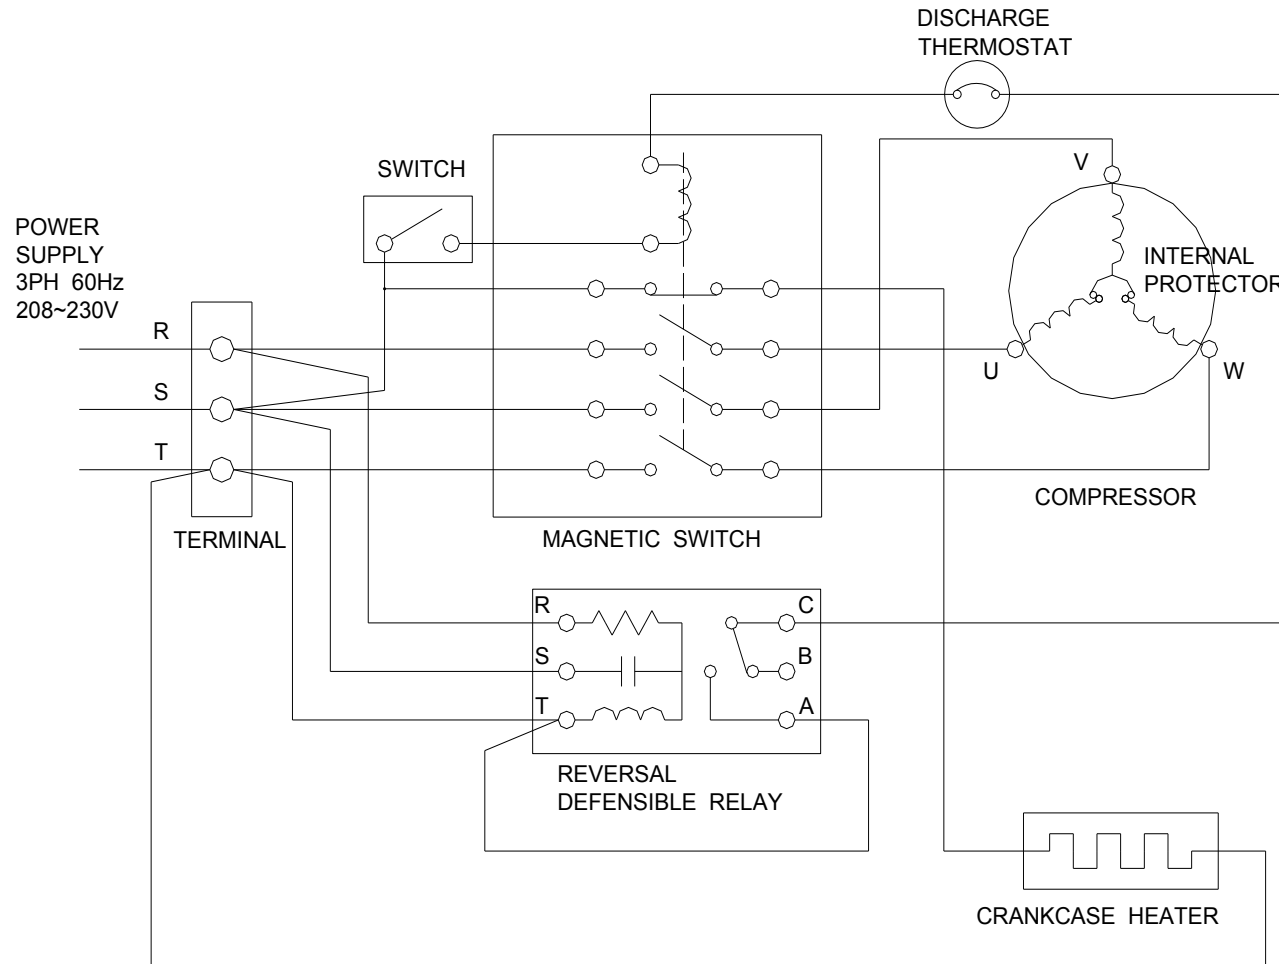 DISCHARGE
THERMOSTAT
SWITCH
V
POWER
SUPPLY
3PH 60Hz
208~230V
INTERNAL
PROTECTOR
R
U
W
S
T
COMPRESSOR
TERMINAL
MAGNETIC SWITCH
R
C
S
B
T
A
REVERSAL
DEFENSIBLE RELAY
CRANKCASE HEATER